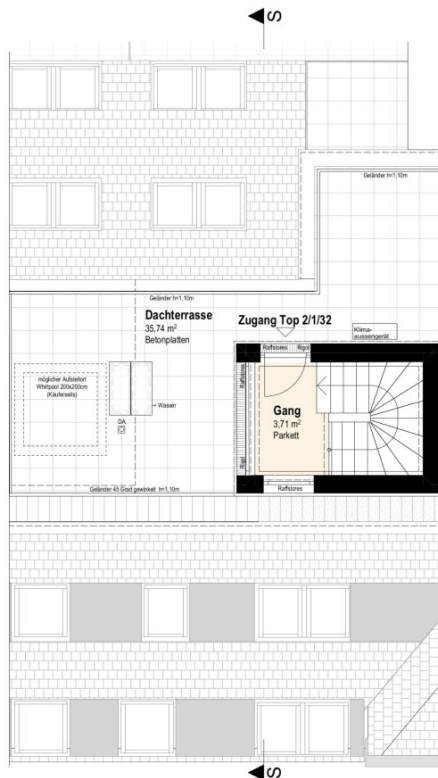 S
Geländer h=1,10m
Geländer h=1,10m
Dachterrasse
35,74 m²
Betonplatten
Zugang Top 2/1/32
Klima-
aussengerät
Raffstores
Rigol
möglicher Aufstellort
Whirlpool 200x200cm
(Käuferseits)
Wasser
DA
Raffstores
Rigol
Gang
3,71 m²
Parkett
Raffstores
Geländer 45 Grad gewinkelt h=1,10m
S